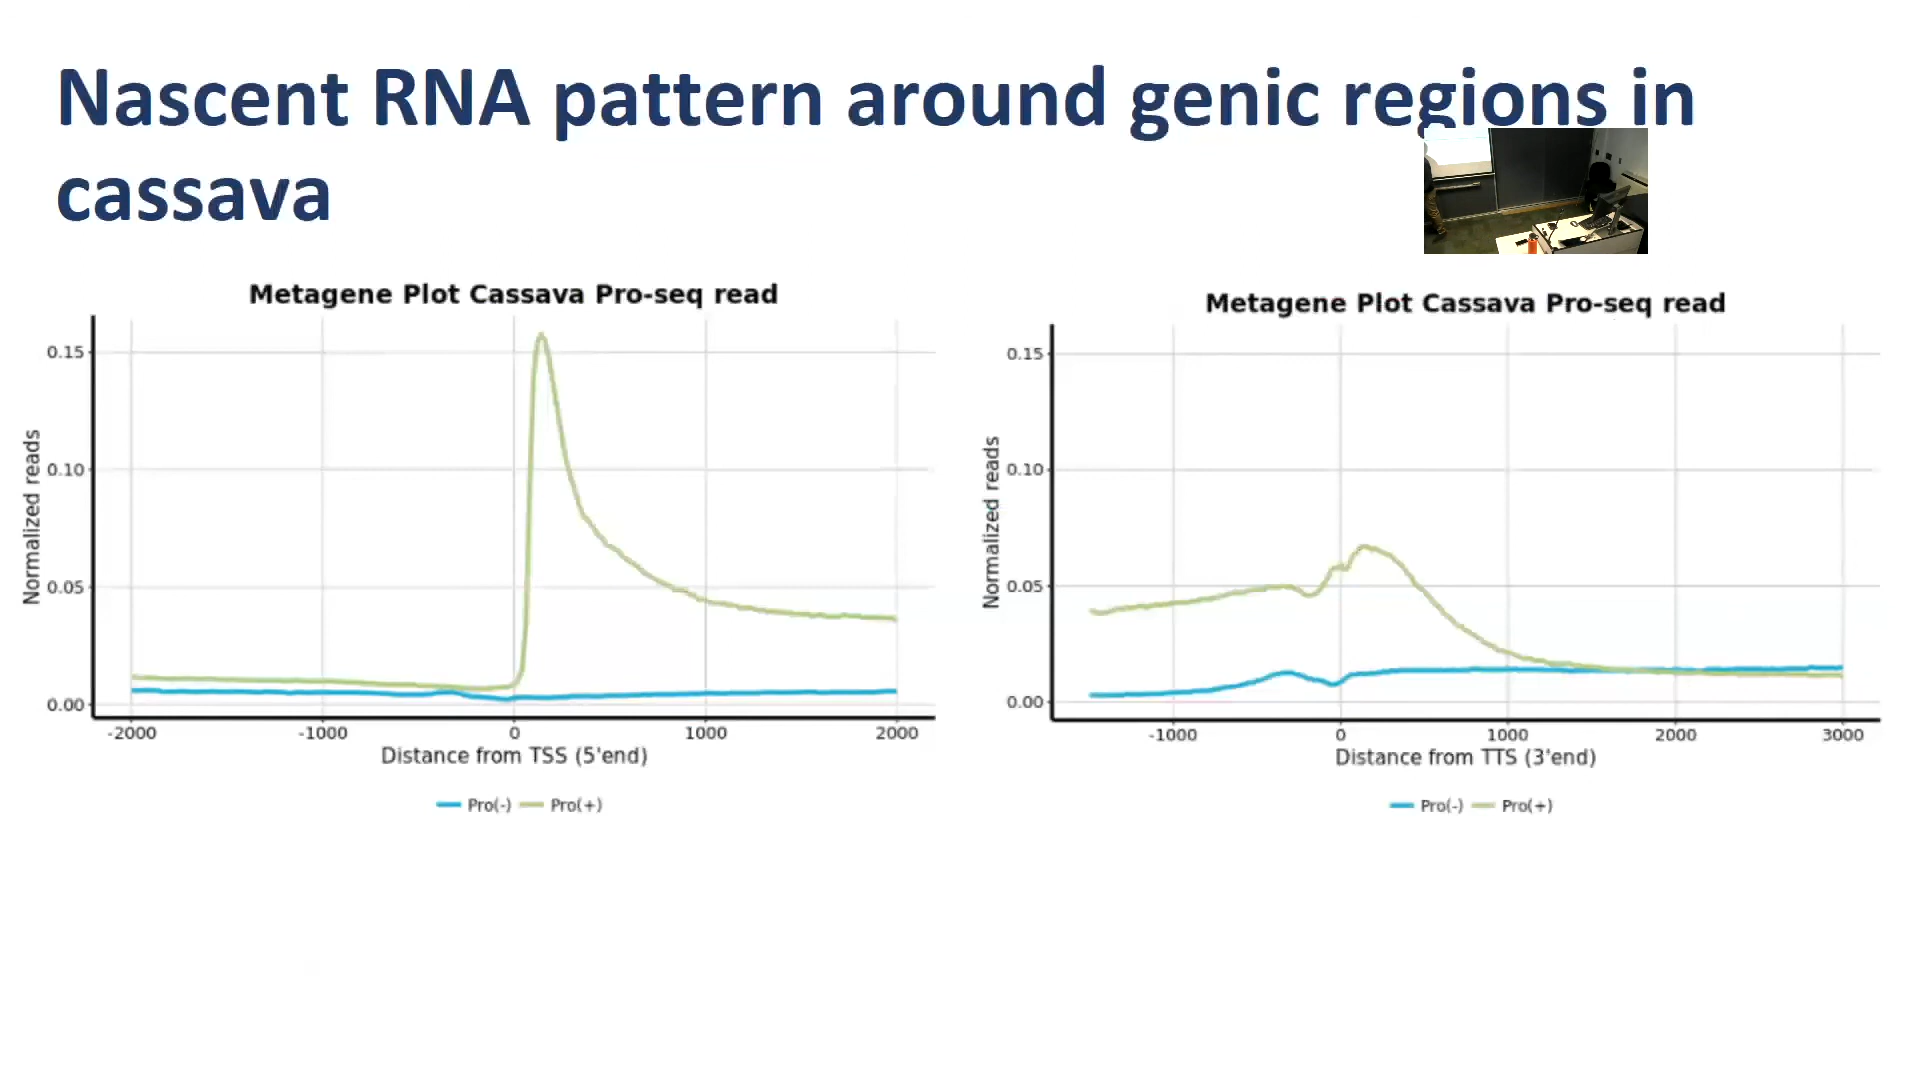 Nascent RNA pattern around genic regions in
cassava
Metagene Plot Cassava Pro-seq read
Normalized reads
0.15
0.10
0.05
0.00
-2000 -1000 0 1000 2000
Distance from TSS (5'end)
Pro(-) Pro(+)
Metagene Plot Cassava Pro-seq read
Normalized reads
0.15
0.10
0.05
0.00
-1000 0 1000 2000 3000
Distance from TTS (3'end)
Pro(-) Pro(+)